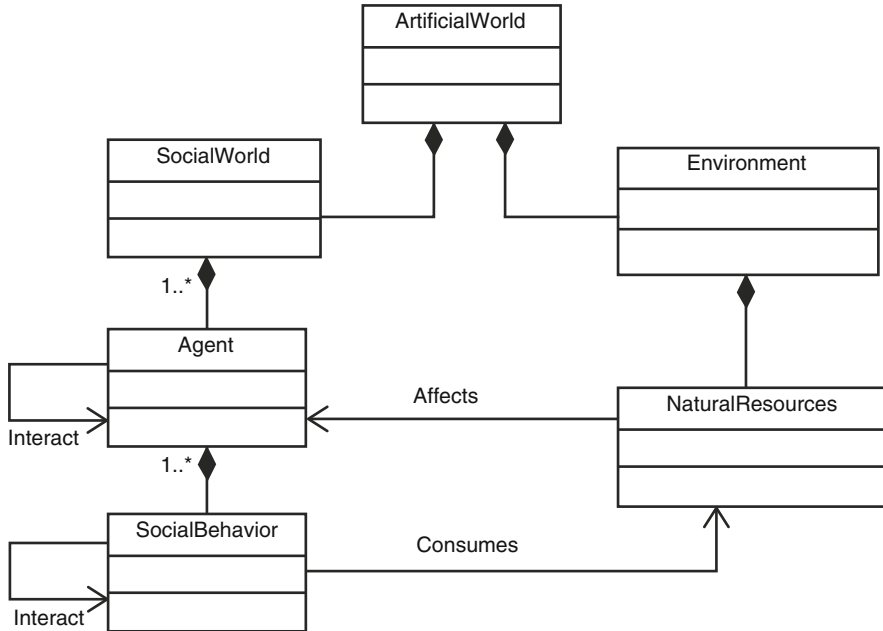 ArtificialWorld
SocialWorld
Environment
1..*
Agent
Affects
NaturalResources
Interact
1..*
SocialBehavior
Consumes
Interact